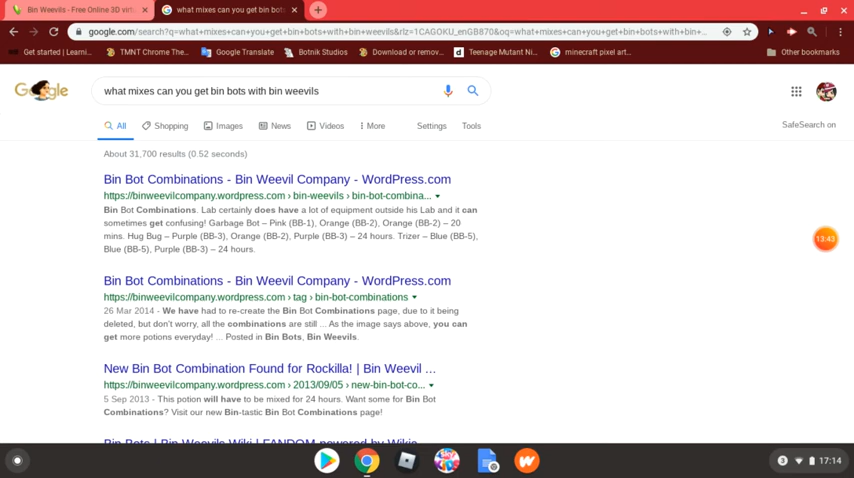 Bin Weevils - Free Online 3D virtu
what mixes can you get bin bots
google.com/search?q=what+mixes+can+you+get+bin+bots+with+bin+weevils&rlz=1CAGOKU_enGB870&oq=what+mixes+can+you+get+bin+bots+with+bin+...
Get started | Learni... TMNT Chrome The... Google Translate Botnik Studios Download or remov... Teenage Mutant Ni... minecraft pixel art... Other bookmarks
what mixes can you get bin bots with bin weevils
All Shopping Images News Videos More Settings Tools
SafeSearch on
About 31,700 results (0.52 seconds)
Bin Bot Combinations - Bin Weevil Company - WordPress.com
https://binweevilcompany.wordpress.com › bin-weevils › bin-bot-combina...
Bin Bot Combinations. Lab certainly does have a lot of equipment outside his Lab and it can
sometimes get confusing! Garbage Bot – Pink (BB-1), Orange (BB-2), Orange (BB-2) – 20
mins. Hug Bug – Purple (BB-3), Orange (BB-2), Purple (BB-3) – 24 hours. Trizer – Blue (BB-5),
Blue (BB-5), Purple (BB-3) – 24 hours.
13:43
Bin Bot Combinations - Bin Weevil Company - WordPress.com
https://binweevilcompany.wordpress.com › tag › bin-bot-combinations
26 Mar 2014 - We have had to re-create the Bin Bot Combinations page, due to it being
deleted, but don't worry, all the combinations are still ... As the image says above, you can
get more potions everyday! ... Posted in Bin Bots, Bin Weevils.
New Bin Bot Combination Found for Rockilla! | Bin Weevil ...
https://binweevilcompany.wordpress.com › 2013/09/05 › new-bin-bot-co...
5 Sep 2013 - This potion will have to be mixed for 24 hours. Want some for Bin Bot
Combinations? Visit our new Bin-tastic Bin Bot Combinations page!
Bin Bots | Bin Weevils Wiki | FANDOM powered by Wikia
3 17:14